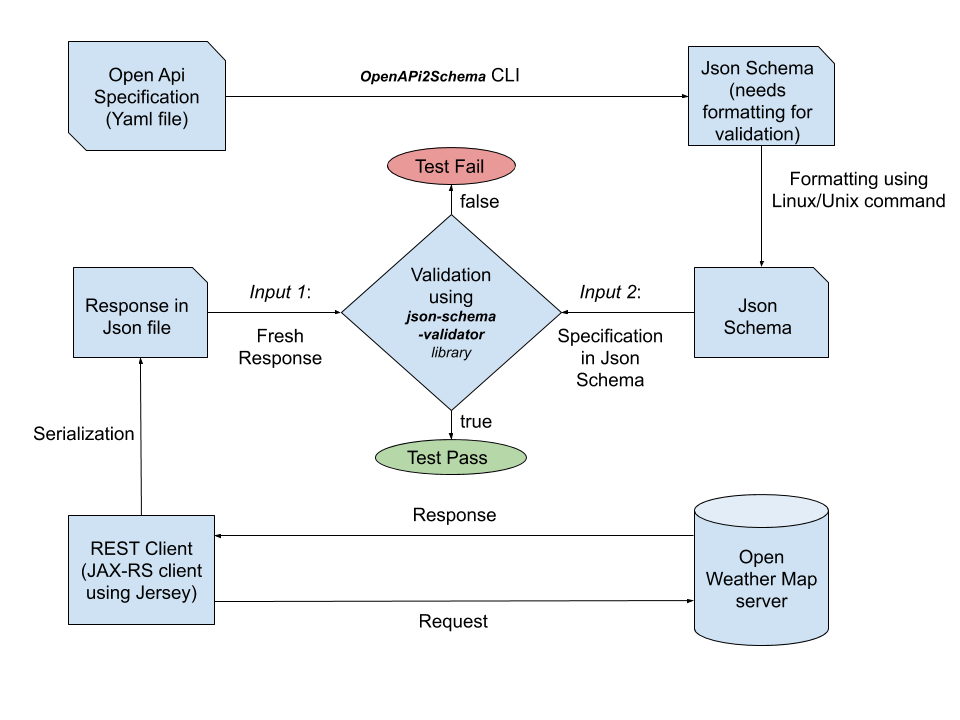 Open Api
Specification
(Yaml file)
OpenAPi2Schema CLI
Json Schema
(needs
formatting for
validation)
Test Fail
false
Formatting using
Linux/Unix command
Response in
Json file
Input 1:
Fresh
Response
Validation
using
json-schema
-validator
library
Input 2:
Specification
in Json
Schema
Json
Schema
true
Test Pass
Serialization
REST Client
(JAX-RS client
using Jersey)
Response
Request
Open
Weather Map
server